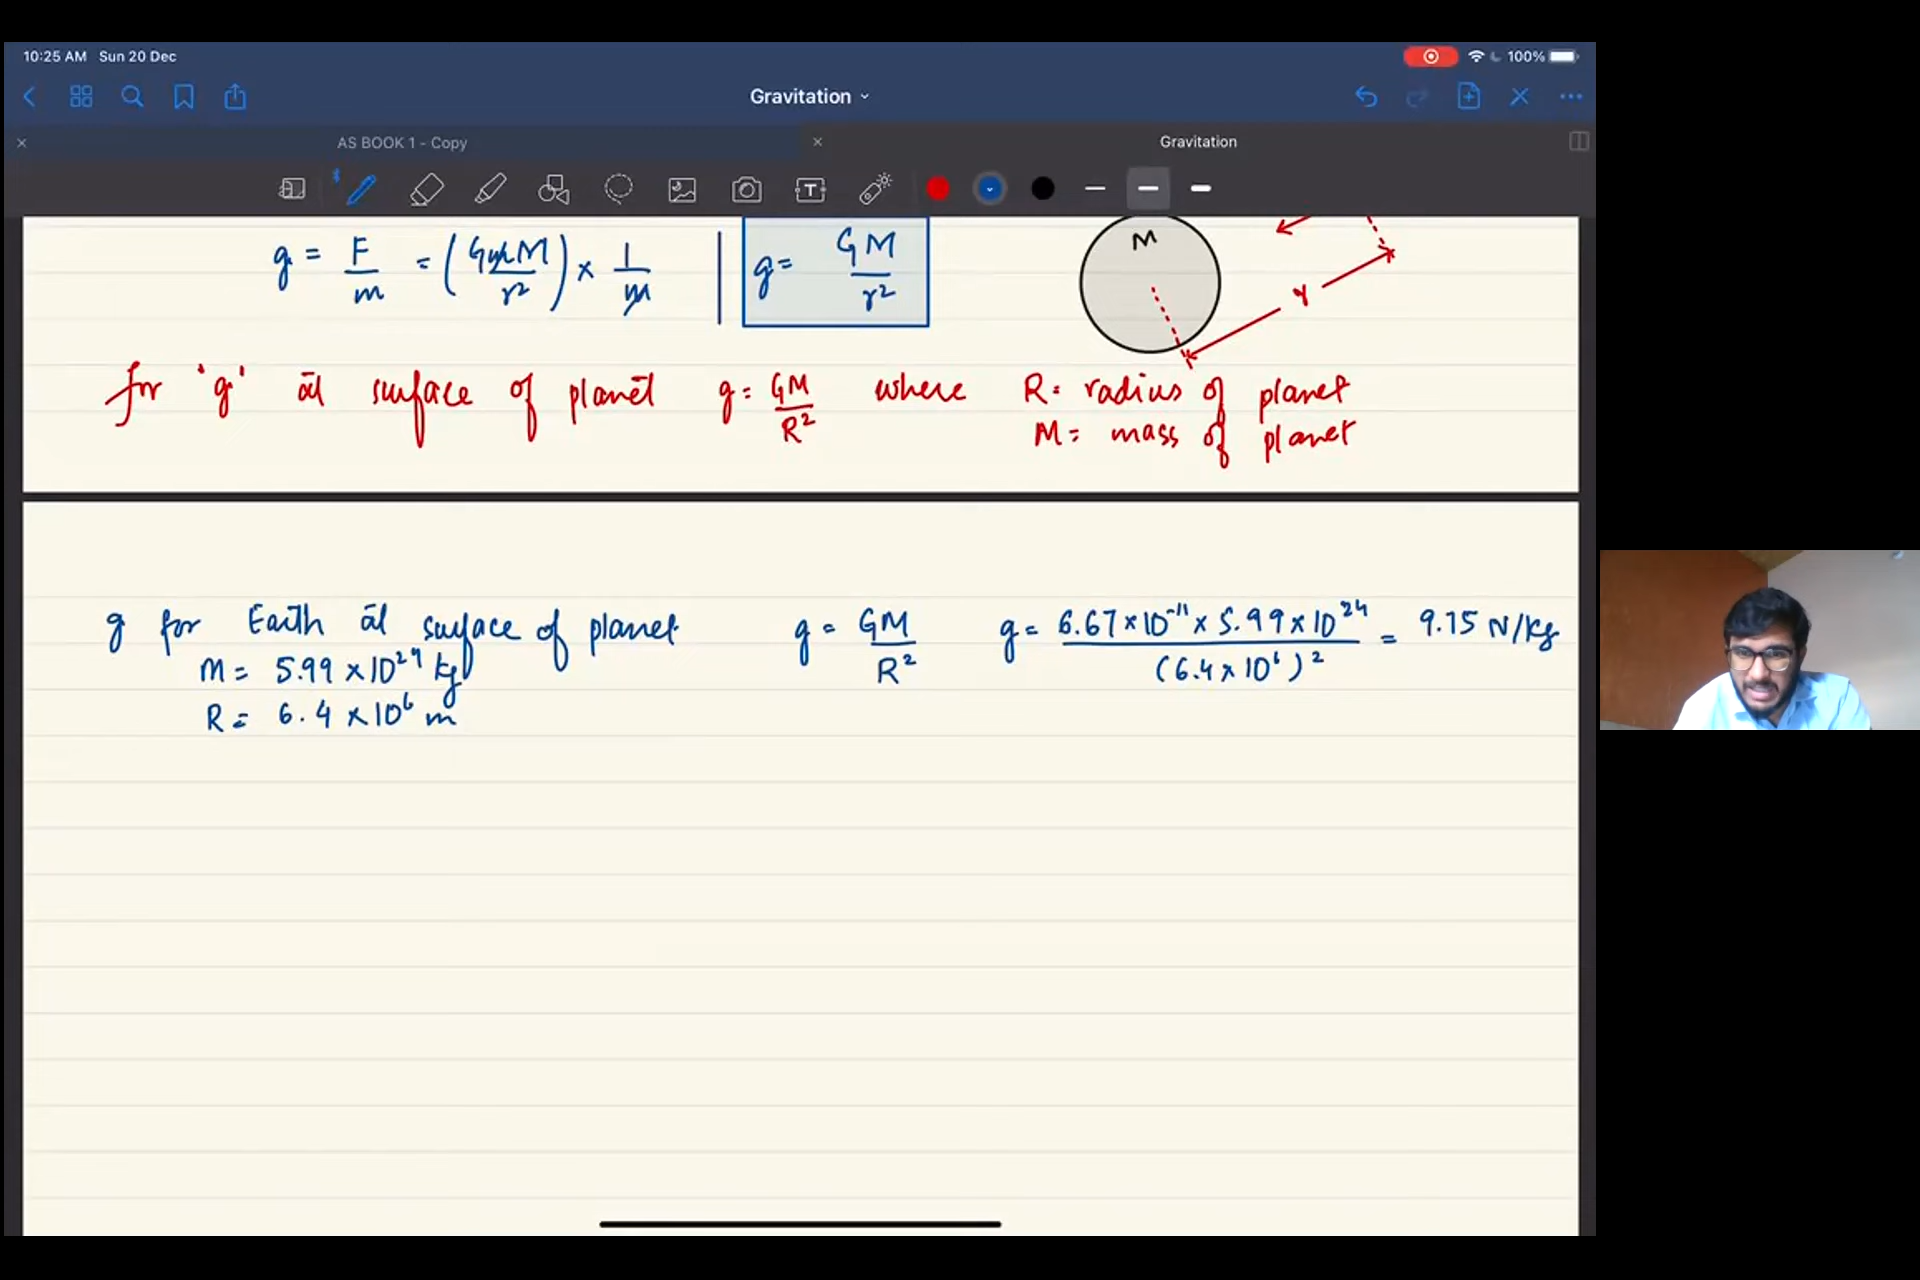 10:25 AM Sun 20 Dec 100%
Gravitation
AS BOOK 1 - Copy Gravitation
T
g = F/m = (GmM/r²) × 1/m | g = GM/r²
M
r
for 'g' at surface of planet g = GM/R² where R = radius of planet
M = mass of planet
g for Earth at surface of planet g = GM/R² g = 6.67×10⁻¹¹ × 5.99×10²⁴/(6.4×10⁶)² = 9.75 N/kg
M = 5.99 × 10²⁴ kg
R = 6.4 × 10⁶ m